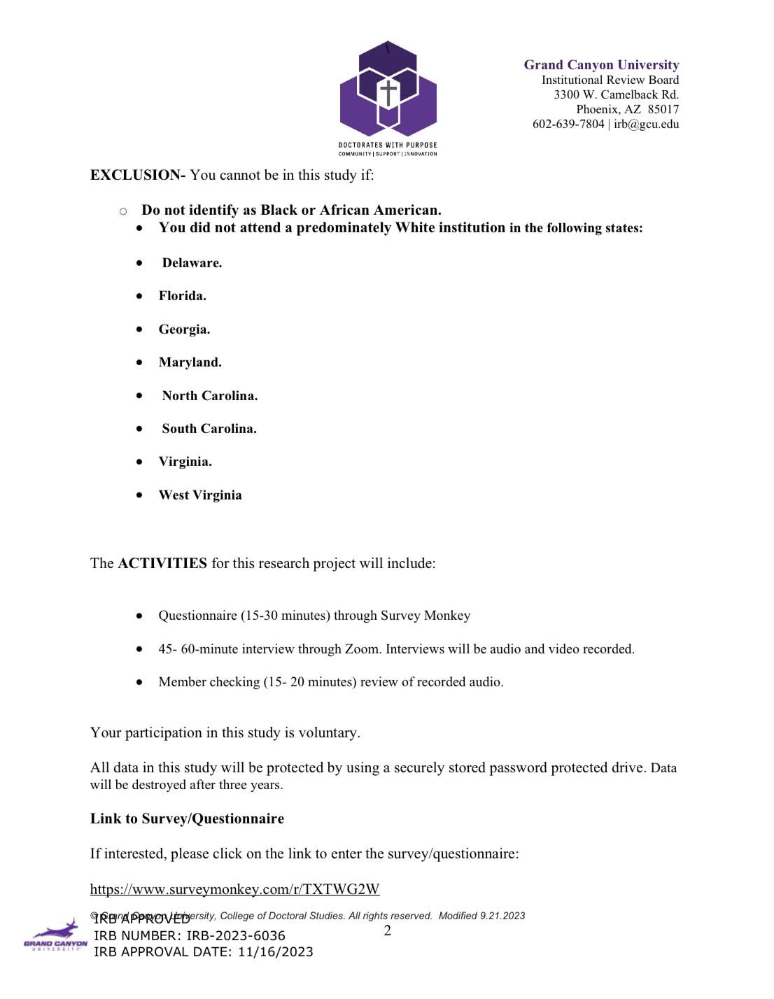 Grand Canyon University
Institutional Review Board
3300 W. Camelback Rd.
Phoenix, AZ 85017
602-639-7804 | irb@gcu.edu
DOCTORATES WITH PURPOSE
COMMUNITY | SUPPORT | INNOVATION
EXCLUSION- You cannot be in this study if:
○ Do not identify as Black or African American.
• You did not attend a predominately White institution in the following states:
• Delaware.
• Florida.
• Georgia.
• Maryland.
• North Carolina.
• South Carolina.
• Virginia.
• West Virginia
The ACTIVITIES for this research project will include:
• Questionnaire (15-30 minutes) through Survey Monkey
• 45- 60-minute interview through Zoom. Interviews will be audio and video recorded.
• Member checking (15- 20 minutes) review of recorded audio.
Your participation in this study is voluntary.
All data in this study will be protected by using a securely stored password protected drive. Data
will be destroyed after three years.
Link to Survey/Questionnaire
If interested, please click on the link to enter the survey/questionnaire:
https://www.surveymonkey.com/r/TXTWG2W
© Grand Canyon University, College of Doctoral Studies. All rights reserved. Modified 9.21.2023
IRB APPROVED
2
IRB NUMBER: IRB-2023-6036
IRB APPROVAL DATE: 11/16/2023
GRAND CANYON
UNIVERSITY